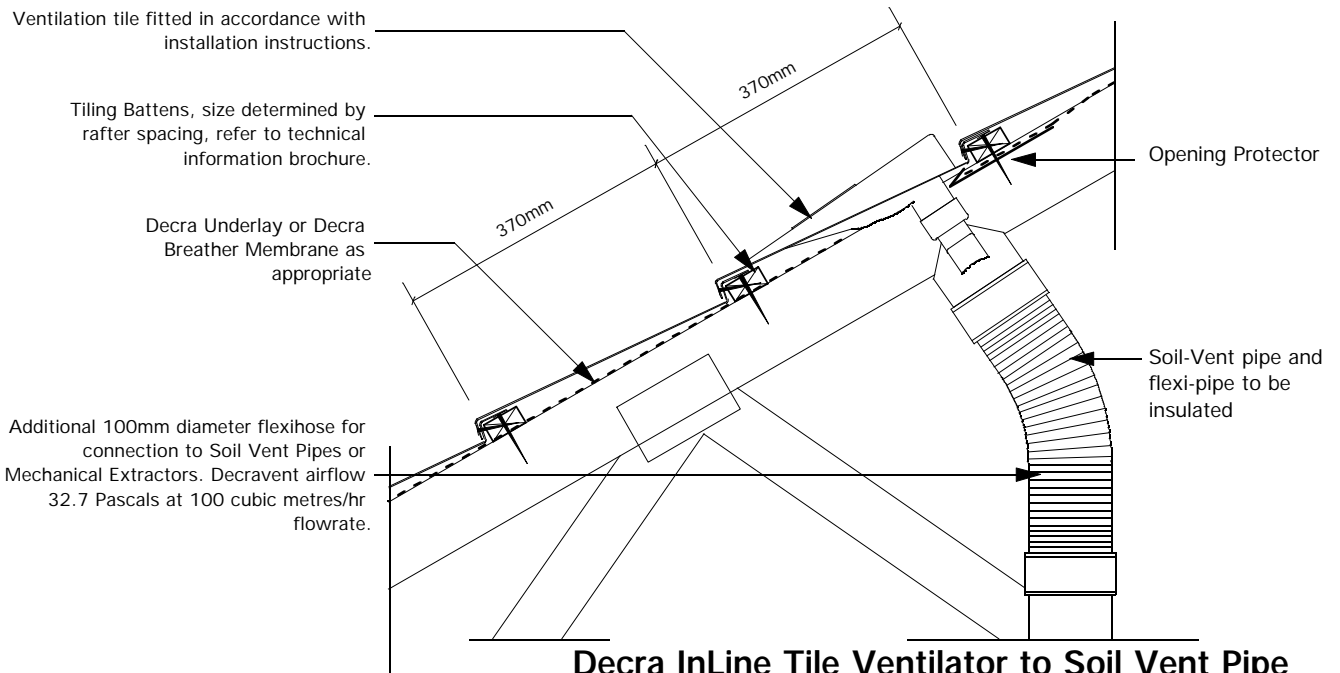 Ventilation tile fitted in accordance with
installation instructions.
370mm
Tiling Battens, size determined by
rafter spacing, refer to technical
information brochure.
Opening Protector
370mm
Decra Underlay or Decra
Breather Membrane as
appropriate
Soil-Vent pipe and
flexi-pipe to be
insulated
Additional 100mm diameter flexihose for
connection to Soil Vent Pipes or
Mechanical Extractors. Decravent airflow
32.7 Pascals at 100 cubic metres/hr
flowrate.
Decra InLine Tile Ventilator to Soil Vent Pipe